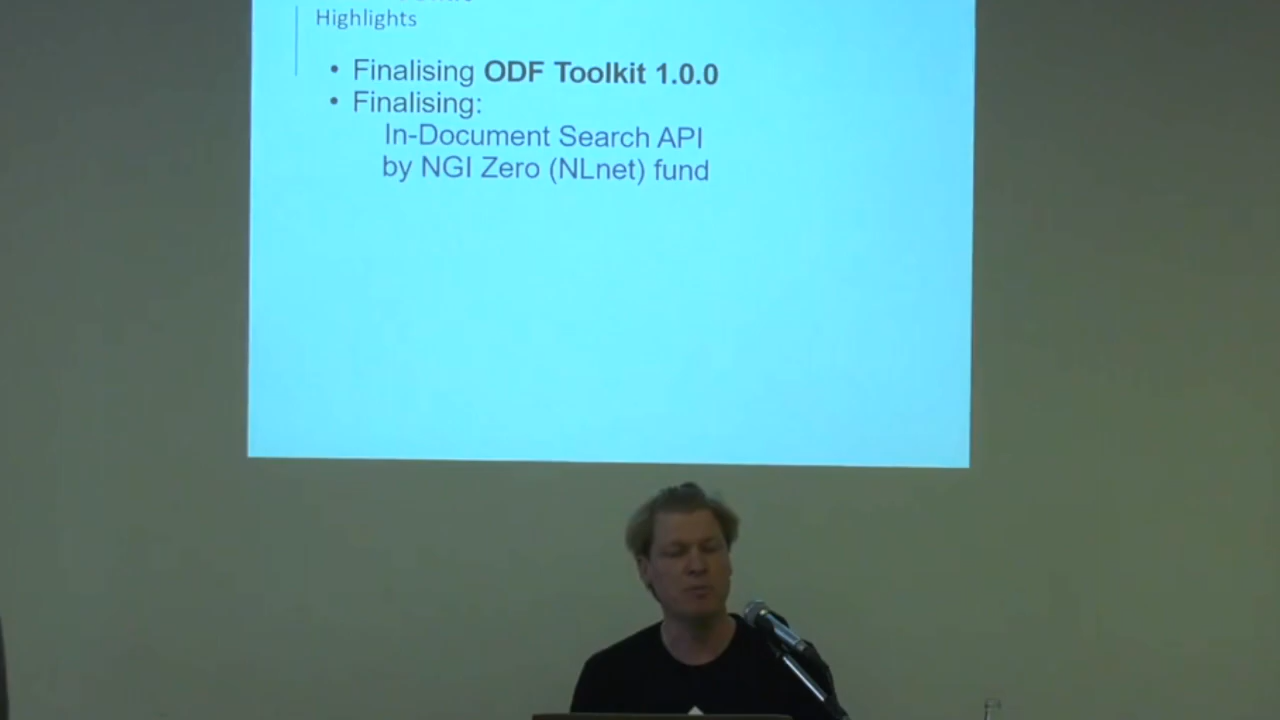 Highlights
• Finalising ODF Toolkit 1.0.0
• Finalising:
In-Document Search API
by NGI Zero (NLnet) fund